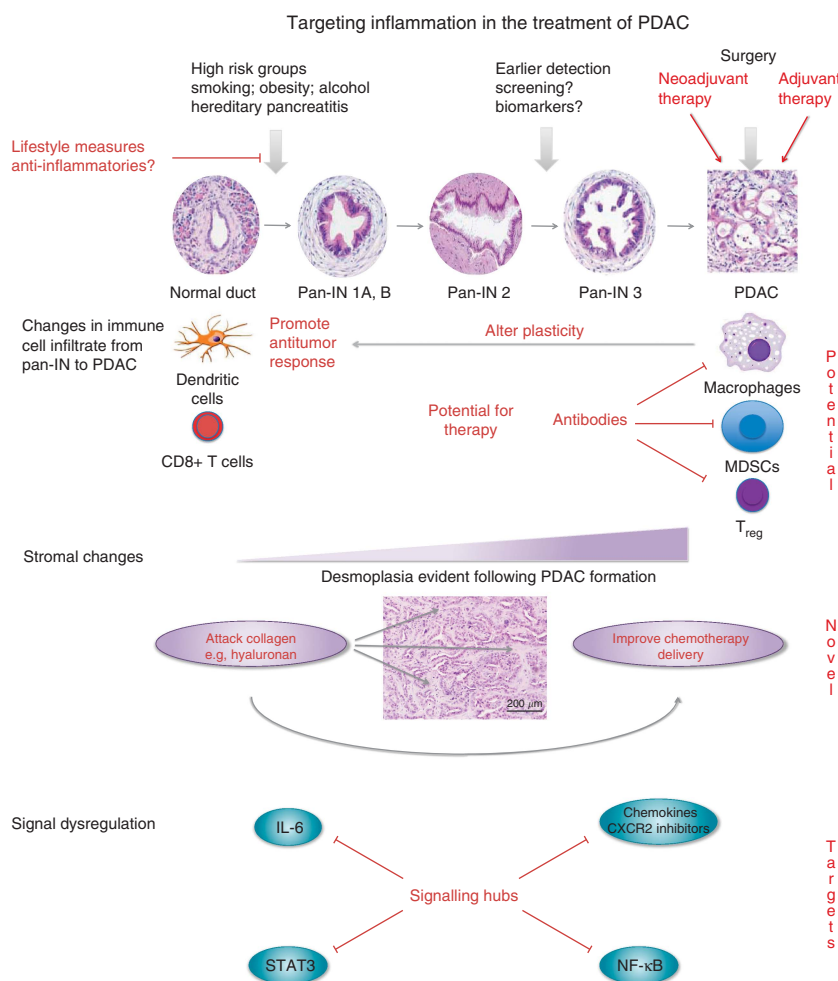 Targeting inflammation in the treatment of PDAC
High risk groups
smoking; obesity; alcohol
hereditary pancreatitis
Earlier detection
screening?
biomarkers?
Surgery
Neoadjuvant
therapy
Adjuvant
therapy
Lifestyle measures
anti-inflammatories?
Normal duct
Pan-IN 1A, B
Pan-IN 2
Pan-IN 3
PDAC
Changes in immune
cell infiltrate from
pan-IN to PDAC
Promote
antitumor
response
Alter plasticity
Dendritic
cells
CD8+ T cells
Potential for
therapy
Antibodies
Macrophages
MDSCs
Treg
Potential
Stromal changes
Desmoplasia evident following PDAC formation
Attack collagen
e.g, hyaluronan
200 μm
Improve chemotherapy
delivery
Novel
Signal dysregulation
IL-6
Chemokines
CXCR2 inhibitors
Signalling hubs
STAT3
NF-κB
Targets